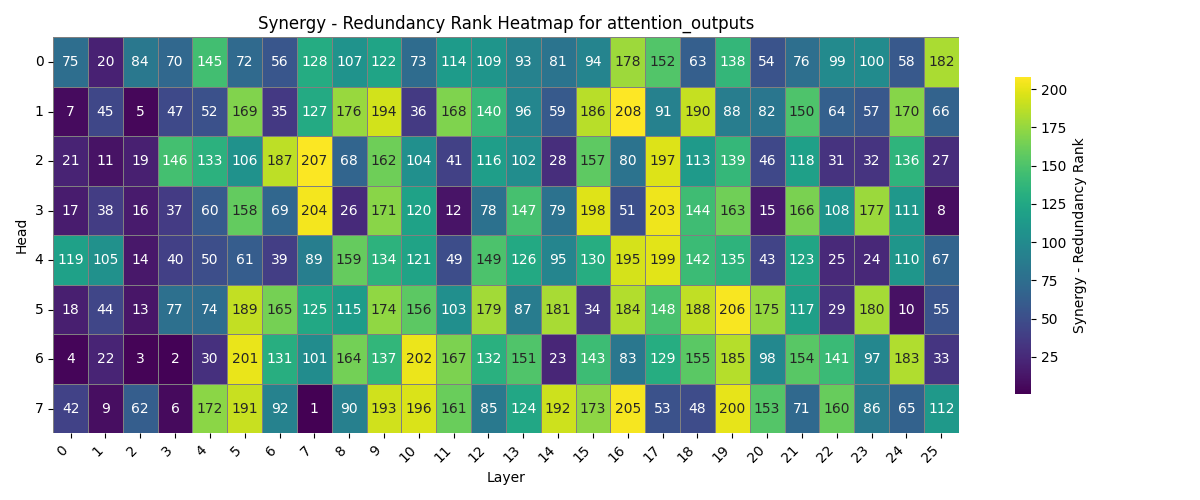 Synergy - Redundancy Rank Heatmap for attention_outputs
0 75 20 84 70 145 72 56 128 107 122 73 114 109 93 81 94 178 152 63 138 54 76 99 100 58 182
1 7 45 5 47 52 169 35 127 176 194 36 168 140 96 59 186 208 91 190 88 82 150 64 57 170 66
2 21 11 19 146 133 106 187 207 68 162 104 41 116 102 28 157 80 197 113 139 46 118 31 32 136 27
3 17 38 16 37 60 158 69 204 26 171 120 12 78 147 79 198 51 203 144 163 15 166 108 177 111 8
4 119 105 14 40 50 61 39 89 159 134 121 49 149 126 95 130 195 199 142 135 43 123 25 24 110 67
5 18 44 13 77 74 189 165 125 115 174 156 103 179 87 181 34 184 148 188 206 175 117 29 180 10 55
6 4 22 3 2 30 201 131 101 164 137 202 167 132 151 23 143 83 129 155 185 98 154 141 97 183 33
7 42 9 62 6 172 191 92 1 90 193 196 161 85 124 192 173 205 53 48 200 153 71 160 86 65 112
0 1 2 3 4 5 6 7 8 9 10 11 12 13 14 15 16 17 18 19 20 21 22 23 24 25
Layer
Head
200
175
150
125
100
75
50
25
Synergy - Redundancy Rank